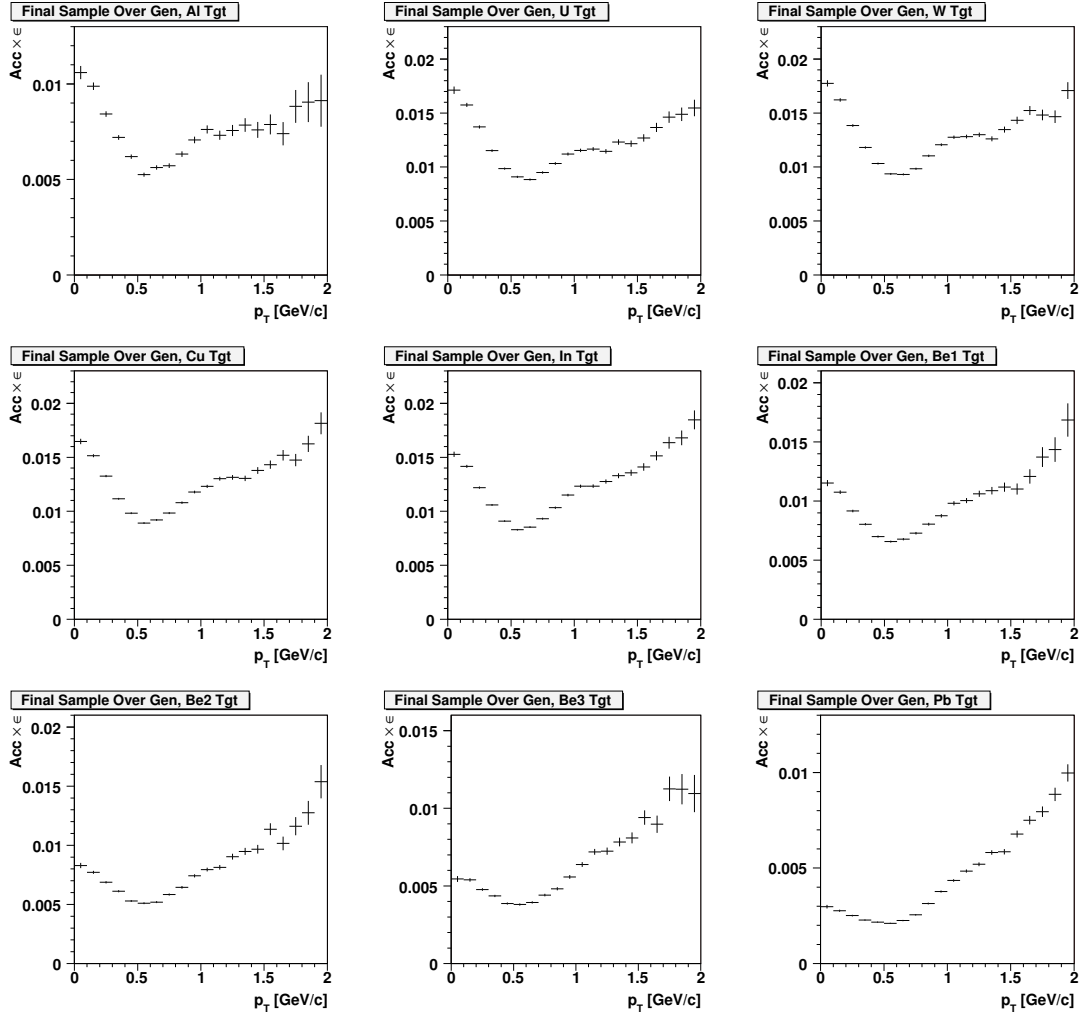 Final Sample Over Gen, Al Tgt
Acc × ϵ
0.01
0.005
0
0 0.5 1 1.5 2
p_T [GeV/c]
Final Sample Over Gen, U Tgt
Acc × ϵ
0.02
0.015
0.01
0.005
0
0 0.5 1 1.5 2
p_T [GeV/c]
Final Sample Over Gen, W Tgt
Acc × ϵ
0.02
0.015
0.01
0.005
0
0 0.5 1 1.5 2
p_T [GeV/c]
Final Sample Over Gen, Cu Tgt
Acc × ϵ
0.02
0.015
0.01
0.005
0
0 0.5 1 1.5 2
p_T [GeV/c]
Final Sample Over Gen, In Tgt
Acc × ϵ
0.02
0.015
0.01
0.005
0
0 0.5 1 1.5 2
p_T [GeV/c]
Final Sample Over Gen, Be1 Tgt
Acc × ϵ
0.02
0.015
0.01
0.005
0
0 0.5 1 1.5 2
p_T [GeV/c]
Final Sample Over Gen, Be2 Tgt
Acc × ϵ
0.02
0.015
0.01
0.005
0
0 0.5 1 1.5 2
p_T [GeV/c]
Final Sample Over Gen, Be3 Tgt
Acc × ϵ
0.015
0.01
0.005
0
0 0.5 1 1.5 2
p_T [GeV/c]
Final Sample Over Gen, Pb Tgt
Acc × ϵ
0.01
0.005
0
0 0.5 1 1.5 2
p_T [GeV/c]